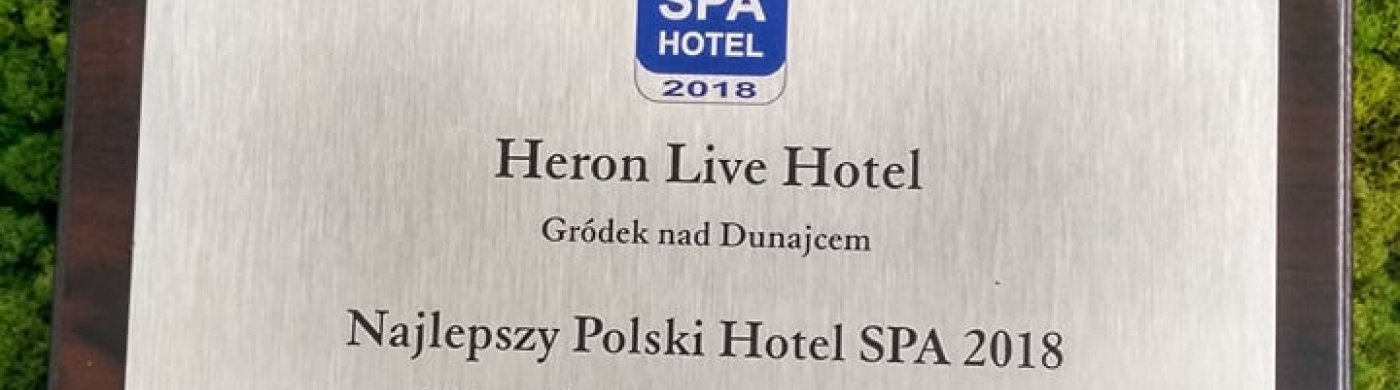 SPA
HOTEL
2018
Heron Live Hotel
Gródek nad Dunajcem
Najlepszy Polski Hotel SPA 2018